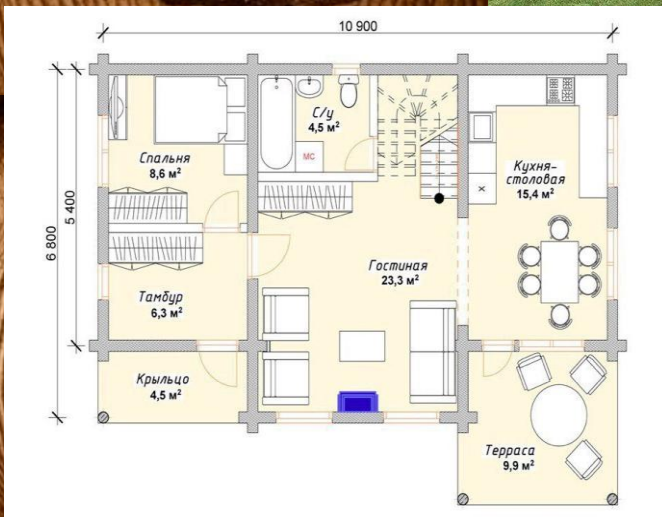 10 900
6 800
5 400
Спальня
8,6 м²
С/у
4,5 м²
МС
Кухня-
столовая
15,4 м²
X
Гостиная
23,3 м²
Тамбур
6,3 м²
Крыльцо
4,5 м²
Терраса
9,9 м²